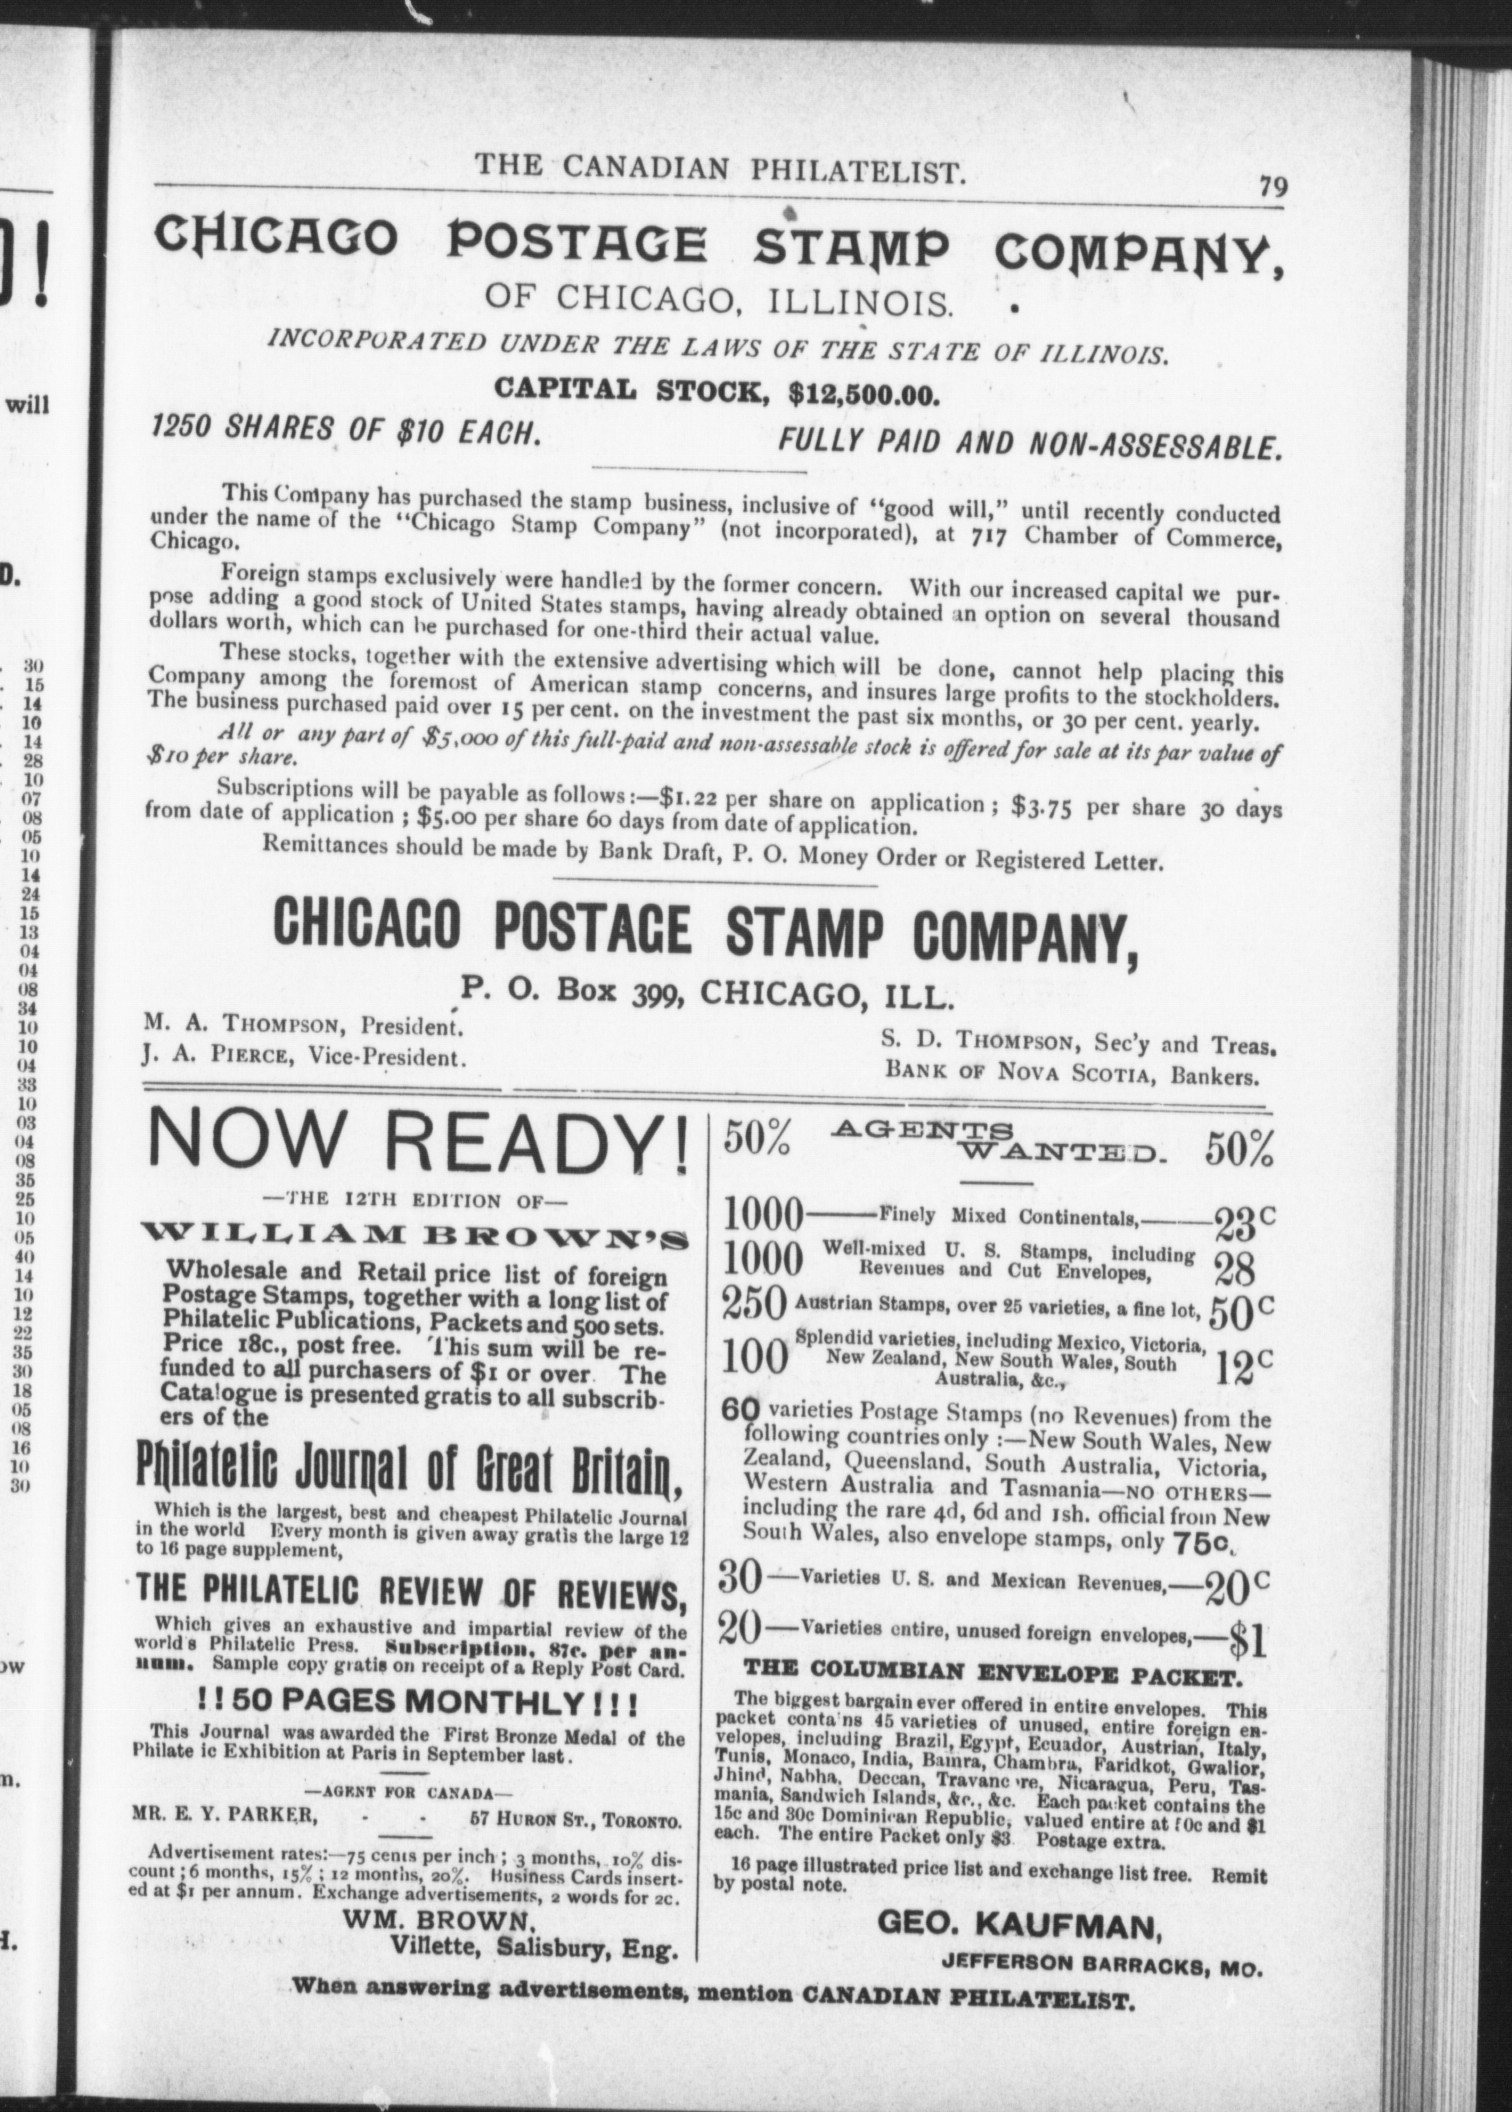 THE CANADIAN PHILATELIST. 79
CHICAGO POSTAGE STAMP COMPANY,
OF CHICAGO, ILLINOIS.
INCORPORATED UNDER THE LAWS OF THE STATE OF ILLINOIS.
CAPITAL STOCK, $12,500.00.
1250 SHARES OF $10 EACH. FULLY PAID AND NON-ASSESSABLE.
This Company has purchased the stamp business, inclusive of "good will," until recently conducted
under the name of the "Chicago Stamp Company" (not incorporated), at 717 Chamber of Commerce,
Chicago.
Foreign stamps exclusively were handled by the former concern. With our increased capital we pur-
pose adding a good stock of United States stamps, having already obtained an option on several thousand
dollars worth, which can be purchased for one-third their actual value.
These stocks, together with the extensive advertising which will be done, cannot help placing this
Company among the foremost of American stamp concerns, and insures large profits to the stockholders.
The business purchased paid over 15 per cent. on the investment the past six months, or 30 per cent. yearly.
All or any part of $5,000 of this full-paid and non-assessable stock is offered for sale at its par value of
$10 per share.
Subscriptions will be payable as follows:—$1.22 per share on application; $3.75 per share 30 days
from date of application; $5.00 per share 60 days from date of application.
Remittances should be made by Bank Draft, P. O. Money Order or Registered Letter.
CHICAGO POSTAGE STAMP COMPANY,
P. O. Box 399, CHICAGO, ILL.
M. A. THOMPSON, President.
J. A. PIERCE, Vice-President.
S. D. THOMPSON, Sec'y and Treas.
BANK OF NOVA SCOTIA, Bankers.
NOW READY!
—THE 12TH EDITION OF—
WILLIAM BROWN'S
Wholesale and Retail price list of foreign
Postage Stamps, together with a long list of
Philatelic Publications, Packets and 500 sets.
Price 18c., post free. This sum will be re-
funded to all purchasers of $1 or over. The
Catalogue is presented gratis to all subscrib-
ers of the
Philatelic Journal of Great Britain,
Which is the largest, best and cheapest Philatelic Journal
in the world Every month is given away gratis the large 12
to 16 page supplement,
THE PHILATELIC REVIEW OF REVIEWS,
Which gives an exhaustive and impartial review of the
world's Philatelic Press. Subscription, 87c. per an-
num. Sample copy gratis on receipt of a Reply Post Card.
!!50 PAGES MONTHLY!!!
This Journal was awarded the First Bronze Medal of the
Philate ic Exhibition at Paris in September last.
—AGENT FOR CANADA—
MR. E. Y. PARKER, - - 57 HURON ST., TORONTO.
Advertisement rates:—75 cents per inch; 3 months, 10% dis-
count; 6 months, 15%; 12 months, 20%. Business Cards insert-
ed at $1 per annum. Exchange advertisements, 2 words for 2c.
WM. BROWN,
Villette, Salisbury, Eng.
50% AGENTS WANTED. 50%
1000——Finely Mixed Continentals,——23c
1000 Well-mixed U. S. Stamps, including
Revenues and Cut Envelopes, 28
250 Austrian Stamps, over 25 varieties, a fine lot, 50c
100 Splendid varieties, including Mexico, Victoria,
New Zealand, New South Wales, South
Australia, &c., 12c
60 varieties Postage Stamps (no Revenues) from the
following countries only :—New South Wales, New
Zealand, Queensland, South Australia, Victoria,
Western Australia and Tasmania—NO OTHERS—
including the rare 4d, 6d and 1sh. official from New
South Wales, also envelope stamps, only 75c.
30—Varieties U. S. and Mexican Revenues,—20c
20—Varieties entire, unused foreign envelopes,—$1
THE COLUMBIAN ENVELOPE PACKET.
The biggest bargain ever offered in entire envelopes. This
packet conta'ns 45 varieties of unused, entire foreign en-
velopes, including Brazil, Egypt, Ecuador, Austrian, Italy,
Tunis, Monaco, India, Bamra, Chambra, Faridkot, Gwalior,
Jhind, Nabha, Deccan, Travancore, Nicaragua, Peru, Tas-
mania, Sandwich Islands, &c., &c. Each packet contains the
15c and 30c Dominican Republic, valued entire at 50c and $1
each. The entire Packet only $3 Postage extra.
16 page illustrated price list and exchange list free. Remit
by postal note.
GEO. KAUFMAN,
JEFFERSON BARRACKS, MO.
When answering advertisements, mention CANADIAN PHILATELIST.